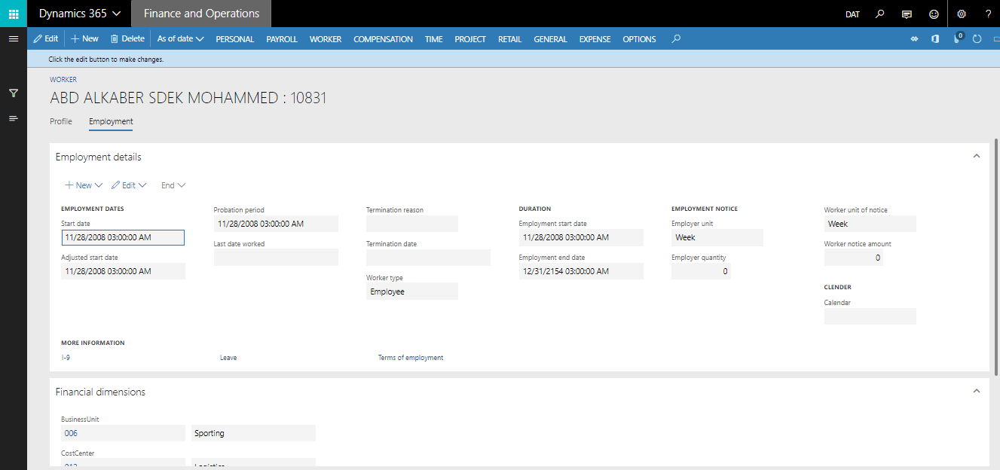 Dynamics 365 Finance and Operations DAT ?
Edit New Delete As of date PERSONAL PAYROLL WORKER COMPENSATION TIME PROJECT RETAIL GENERAL EXPENSE OPTIONS 0
Click the edit button to make changes.
WORKER
ABD ALKABER SDEK MOHAMMED : 10831
Profile Employment
Employment details
New Edit End
EMPLOYMENT DATES
Start date
11/28/2008 03:00:00 AM
Adjusted start date
11/28/2008 03:00:00 AM
Probation period
11/28/2008 03:00:00 AM
Last date worked
Termination reason
Termination date
Worker type
Employee
DURATION
Employment start date
11/28/2008 03:00:00 AM
Employment end date
12/31/2154 03:00:00 AM
EMPLOYMENT NOTICE
Employer unit
Week
Employer quantity
0
Worker unit of notice
Week
Worker notice amount
0
CLENDER
Calendar
MORE INFORMATION
I-9 Leave Terms of employment
Financial dimensions
BusinessUnit
006 Sporting
CostCenter
Logistics